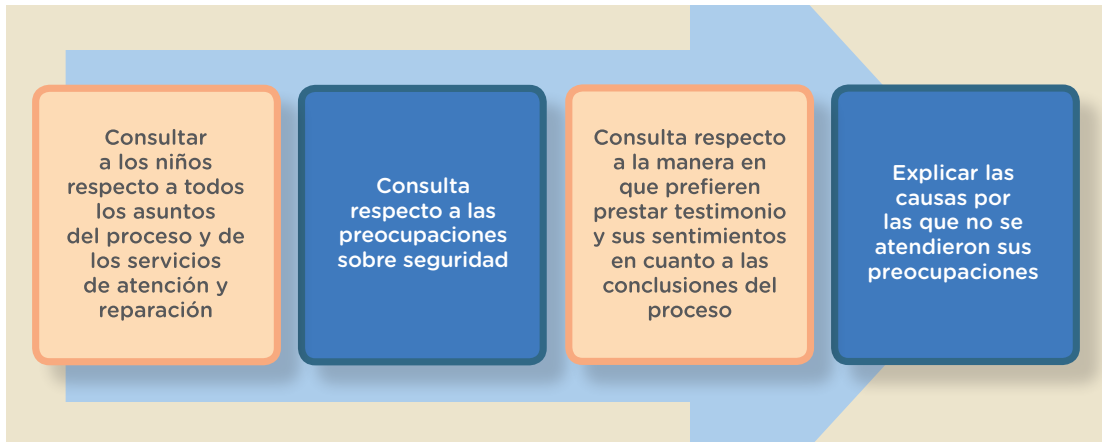 Consultar
a los niños
respecto a todos
los asuntos
del proceso y de
los servicios
de atención y
reparación
Consulta
respecto a las
preocupaciones
sobre seguridad
Consulta respecto
a la manera en
que prefieren
prestar testimonio
y sus sentimientos
en cuanto a las
conclusiones del
proceso
Explicar las
causas por
las que no se
atendieron sus
preocupaciones